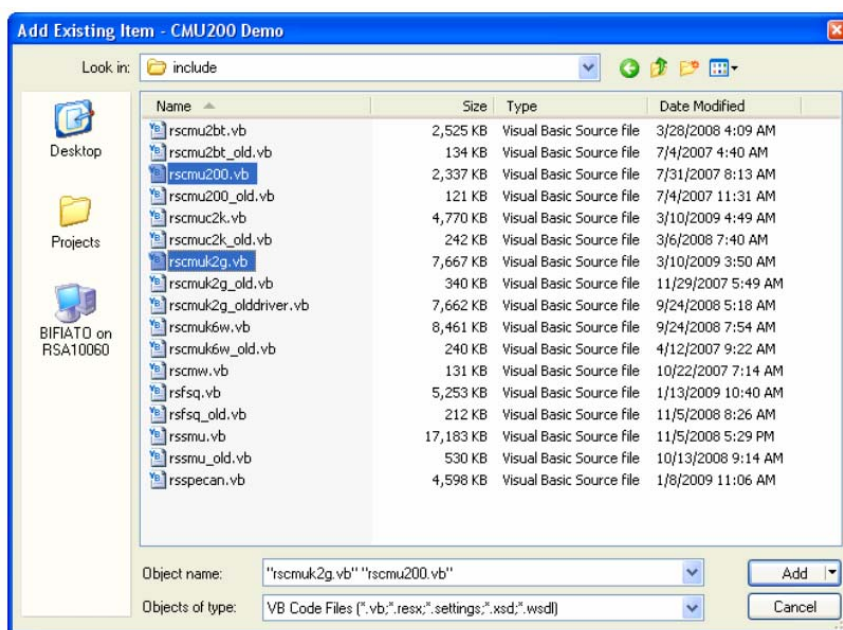 Add Existing Item - CMU200 Demo
Look in: include
Name Size Type Date Modified
rscmu2bt.vb 2,525 KB Visual Basic Source file 3/28/2008 4:09 AM
rscmu2bt_old.vb 134 KB Visual Basic Source file 7/4/2007 4:40 AM
rscmu200.vb 2,337 KB Visual Basic Source file 7/31/2007 8:13 AM
rscmu200_old.vb 121 KB Visual Basic Source file 7/4/2007 11:31 AM
rscmuc2k.vb 4,770 KB Visual Basic Source file 3/10/2009 4:49 AM
rscmuc2k_old.vb 242 KB Visual Basic Source file 3/6/2008 7:40 AM
rscmuk2g.vb 7,667 KB Visual Basic Source file 3/10/2009 3:50 AM
rscmuk2g_old.vb 340 KB Visual Basic Source file 11/29/2007 5:49 AM
rscmuk2g_olddriver.vb 7,662 KB Visual Basic Source file 9/24/2008 5:18 AM
rscmuk6w.vb 8,461 KB Visual Basic Source file 9/24/2008 7:54 AM
rscmuk6w_old.vb 240 KB Visual Basic Source file 4/12/2007 9:22 AM
rscmw.vb 131 KB Visual Basic Source file 10/22/2007 7:14 AM
rsfsq.vb 5,253 KB Visual Basic Source file 1/13/2009 10:40 AM
rsfsq_old.vb 212 KB Visual Basic Source file 11/5/2008 8:26 AM
rssmu.vb 17,183 KB Visual Basic Source file 11/5/2008 5:29 PM
rssmu_old.vb 530 KB Visual Basic Source file 10/13/2008 9:14 AM
rsspecan.vb 4,598 KB Visual Basic Source file 1/8/2009 11:06 AM
Desktop
Projects
BIFIATO on
RSA10060
Object name: "rscmuk2g.vb" "rscmu200.vb" Add
Objects of type: VB Code Files (*.vb;*.resx;*.settings;*.xsd;*.wsdl) Cancel